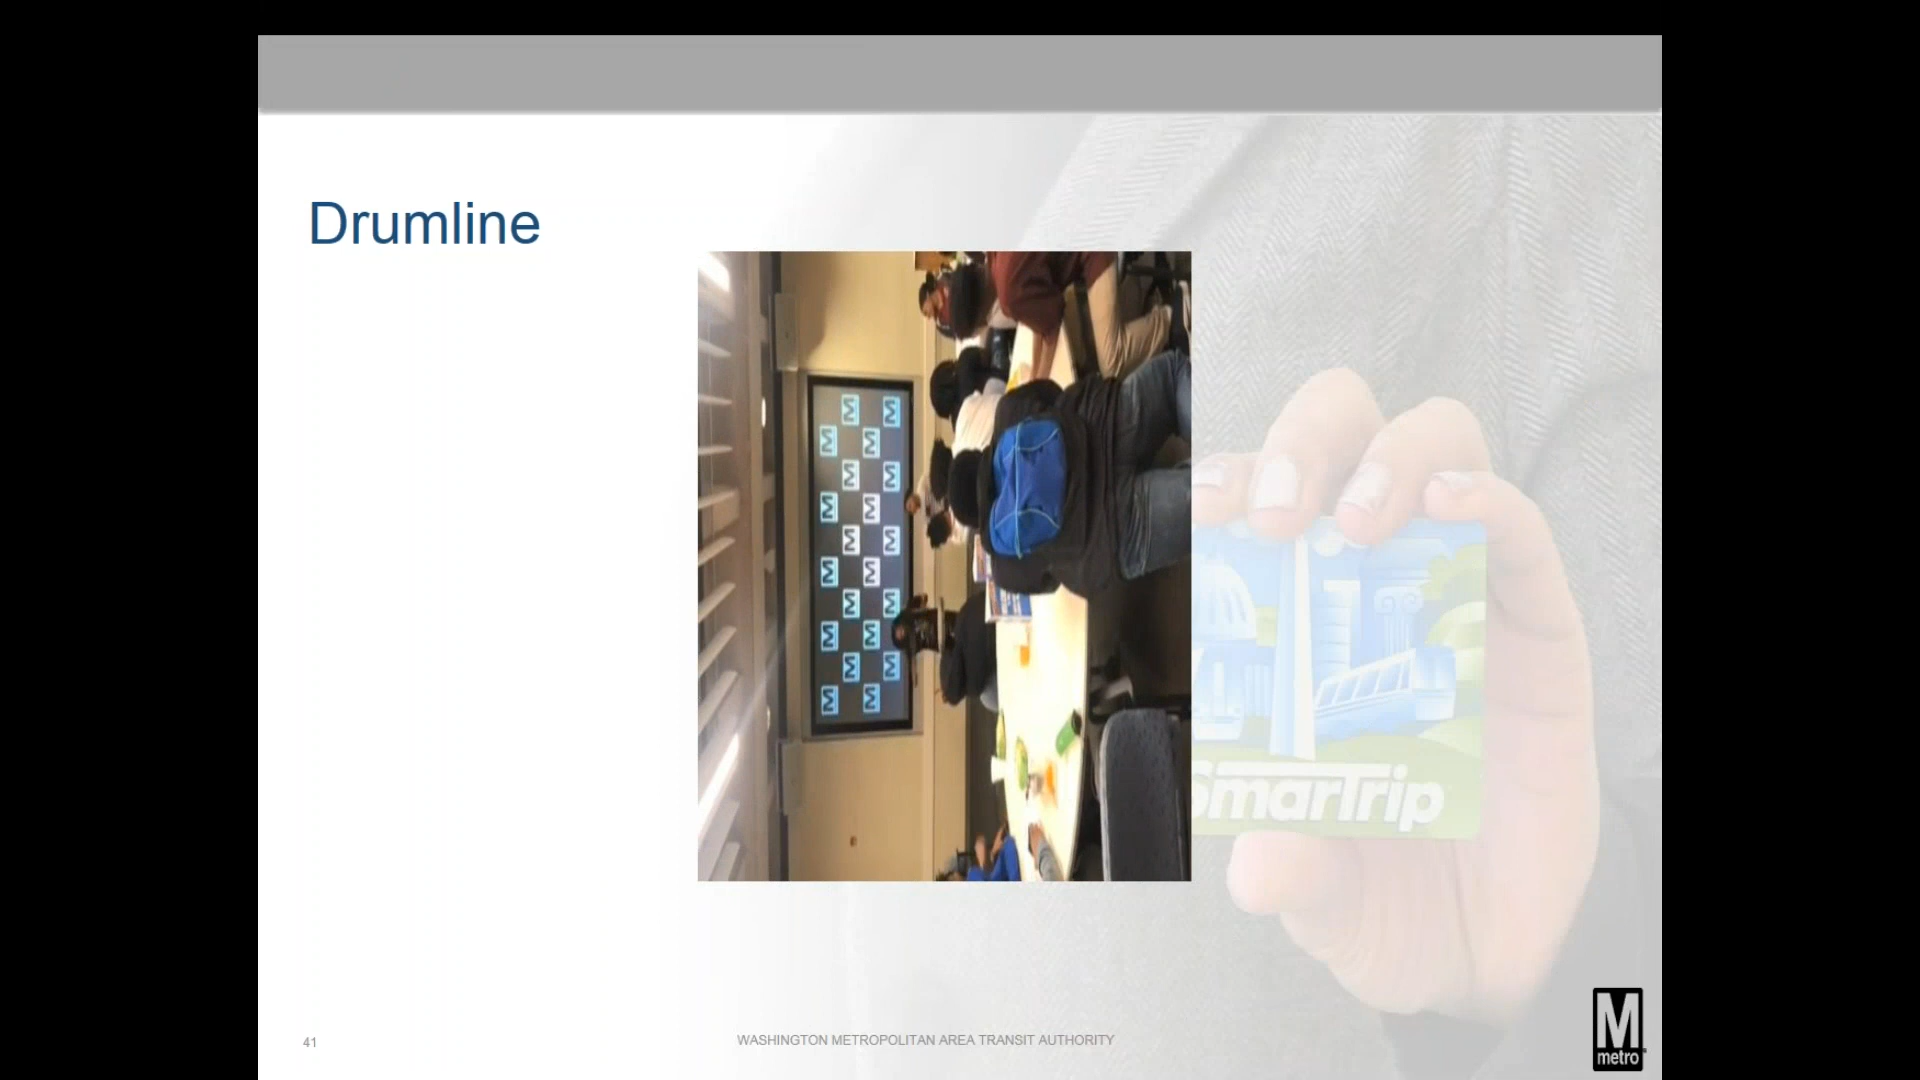 Drumline
SmarTrip
41
WASHINGTON METROPOLITAN AREA TRANSIT AUTHORITY
M
metro